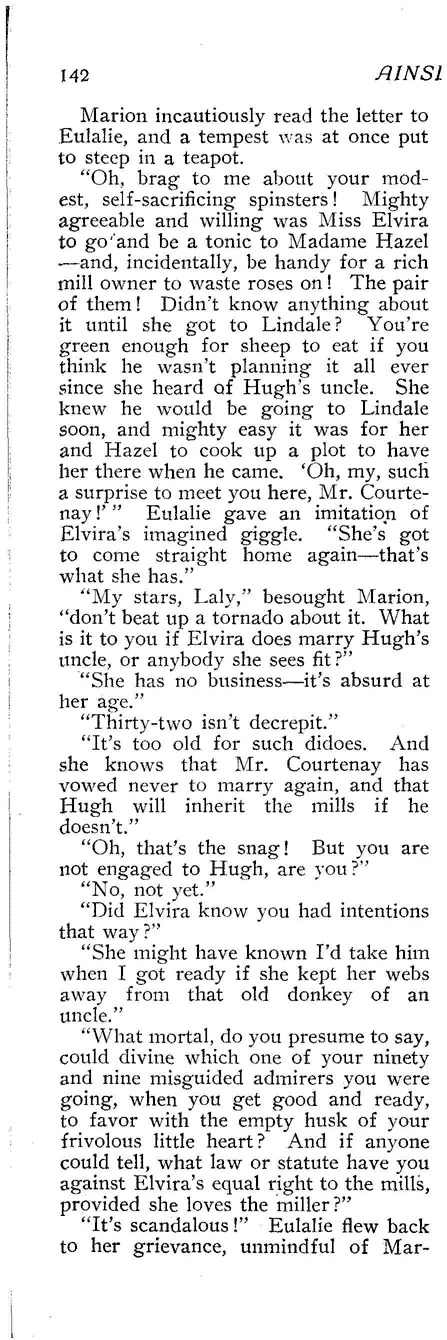 142 AINSL
Marion incautiously read the letter to
Eulalie, and a tempest was at once put
to steep in a teapot.
"Oh, brag to me about your mod-
est, self-sacrificing spinsters! Mighty
agreeable and willing was Miss Elvira
to go and be a tonic to Madame Hazel
—and, incidentally, be handy for a rich
mill owner to waste roses on! The pair
of them! Didn't know anything about
it until she got to Lindale? You're
green enough for sheep to eat if you
think he wasn't planning it all ever
since she heard of Hugh's uncle. She
knew he would be going to Lindale
soon, and mighty easy it was for her
and Hazel to cook up a plot to have
her there when he came. 'Oh, my, such
a surprise to meet you here, Mr. Courte-
nay!' " Eulalie gave an imitation of
Elvira's imagined giggle. "She's got
to come straight home again—that's
what she has."
"My stars, Laly," besought Marion,
"don't beat up a tornado about it. What
is it to you if Elvira does marry Hugh's
uncle, or anybody she sees fit?"
"She has no business—it's absurd at
her age."
"Thirty-two isn't decrepit."
"It's too old for such didoes. And
she knows that Mr. Courtenay has
vowed never to marry again, and that
Hugh will inherit the mills if he
doesn't."
"Oh, that's the snag! But you are
not engaged to Hugh, are you?"
"No, not yet."
"Did Elvira know you had intentions
that way?"
"She might have known I'd take him
when I got ready if she kept her webs
away from that old donkey of an
uncle."
"What mortal, do you presume to say,
could divine which one of your ninety
and nine misguided admirers you were
going, when you get good and ready,
to favor with the empty husk of your
frivolous little heart? And if anyone
could tell, what law or statute have you
against Elvira's equal right to the mills,
provided she loves the miller?"
"It's scandalous!" Eulalie flew back
to her grievance, unmindful of Mar-